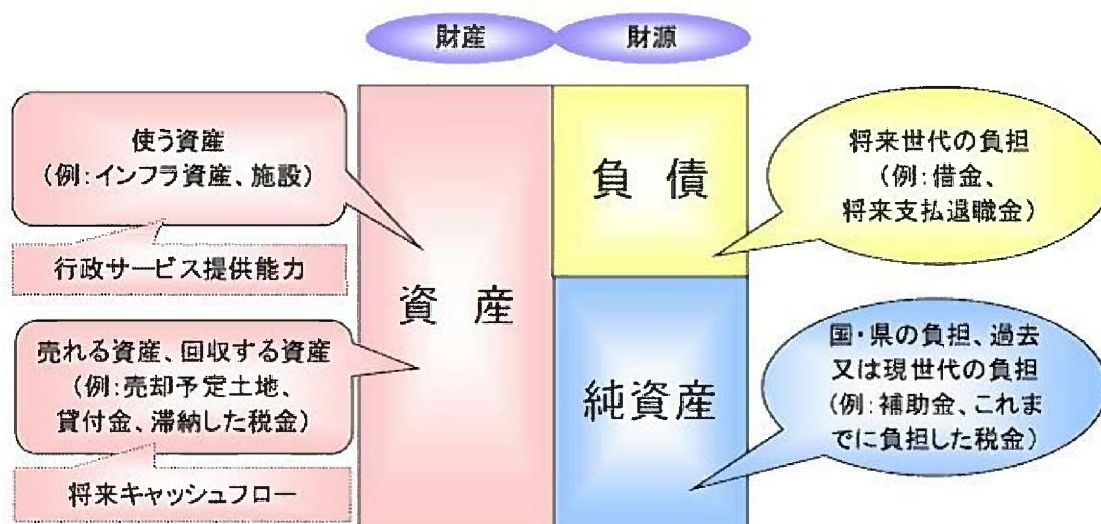 財産
財源
使う資産
(例:インフラ資産、施設)
行政サービス提供能力
売れる資産、回収する資産
(例:売却予定土地、
貸付金、滞納した税金)
将来キャッシュフロー
資 産
負 債
純資産
将来世代の負担
(例:借金、
将来支払退職金)
国・県の負担、過去
又は現世代の負担
(例:補助金、これま
でに負担した税金)